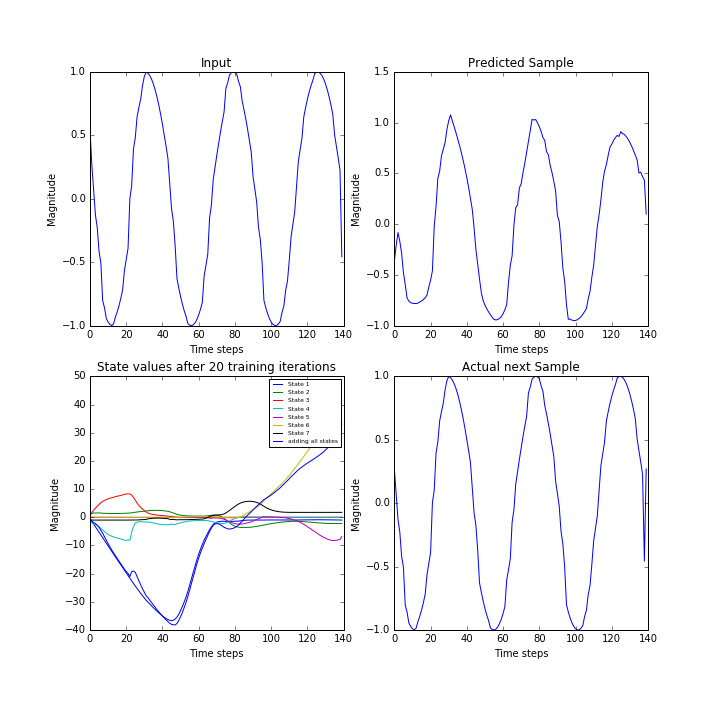 Input
Magnitude
1.0
0.5
0.0
−0.5
−1.0
0 20 40 60 80 100 120 140
Time steps
Predicted Sample
Magnitude
1.5
1.0
0.5
0.0
−0.5
−1.0
0 20 40 60 80 100 120 140
Time steps
State values after 20 training iterations
Magnitude
50
40
30
20
10
0
−10
−20
−30
−40
0 20 40 60 80 100 120 140
Time steps
State 1
State 2
State 3
State 4
State 5
State 6
State 7
adding all states
Actual next Sample
Magnitude
1.0
0.5
0.0
−0.5
−1.0
0 20 40 60 80 100 120 140
Time steps